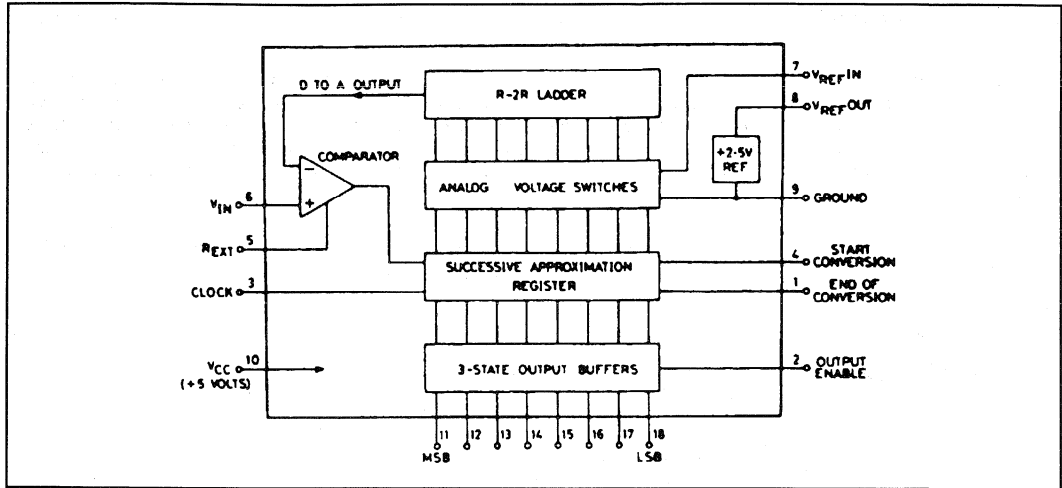 D TO A OUTPUT
R-2R LADDER
7
VREF IN
8
VREF OUT
+2·5V
REF
COMPARATOR
−
+
ANALOG VOLTAGE SWITCHES
9
GROUND
VIN
6
REXT
5
4
START
CONVERSION
SUCCESSIVE APPROXIMATION
REGISTER
CLOCK
3
1
END OF
CONVERSION
VCC
10
(+5 VOLTS)
3-STATE OUTPUT BUFFERS
2
OUTPUT
ENABLE
11 12 13 14 15 16 17 18
MSB LSB